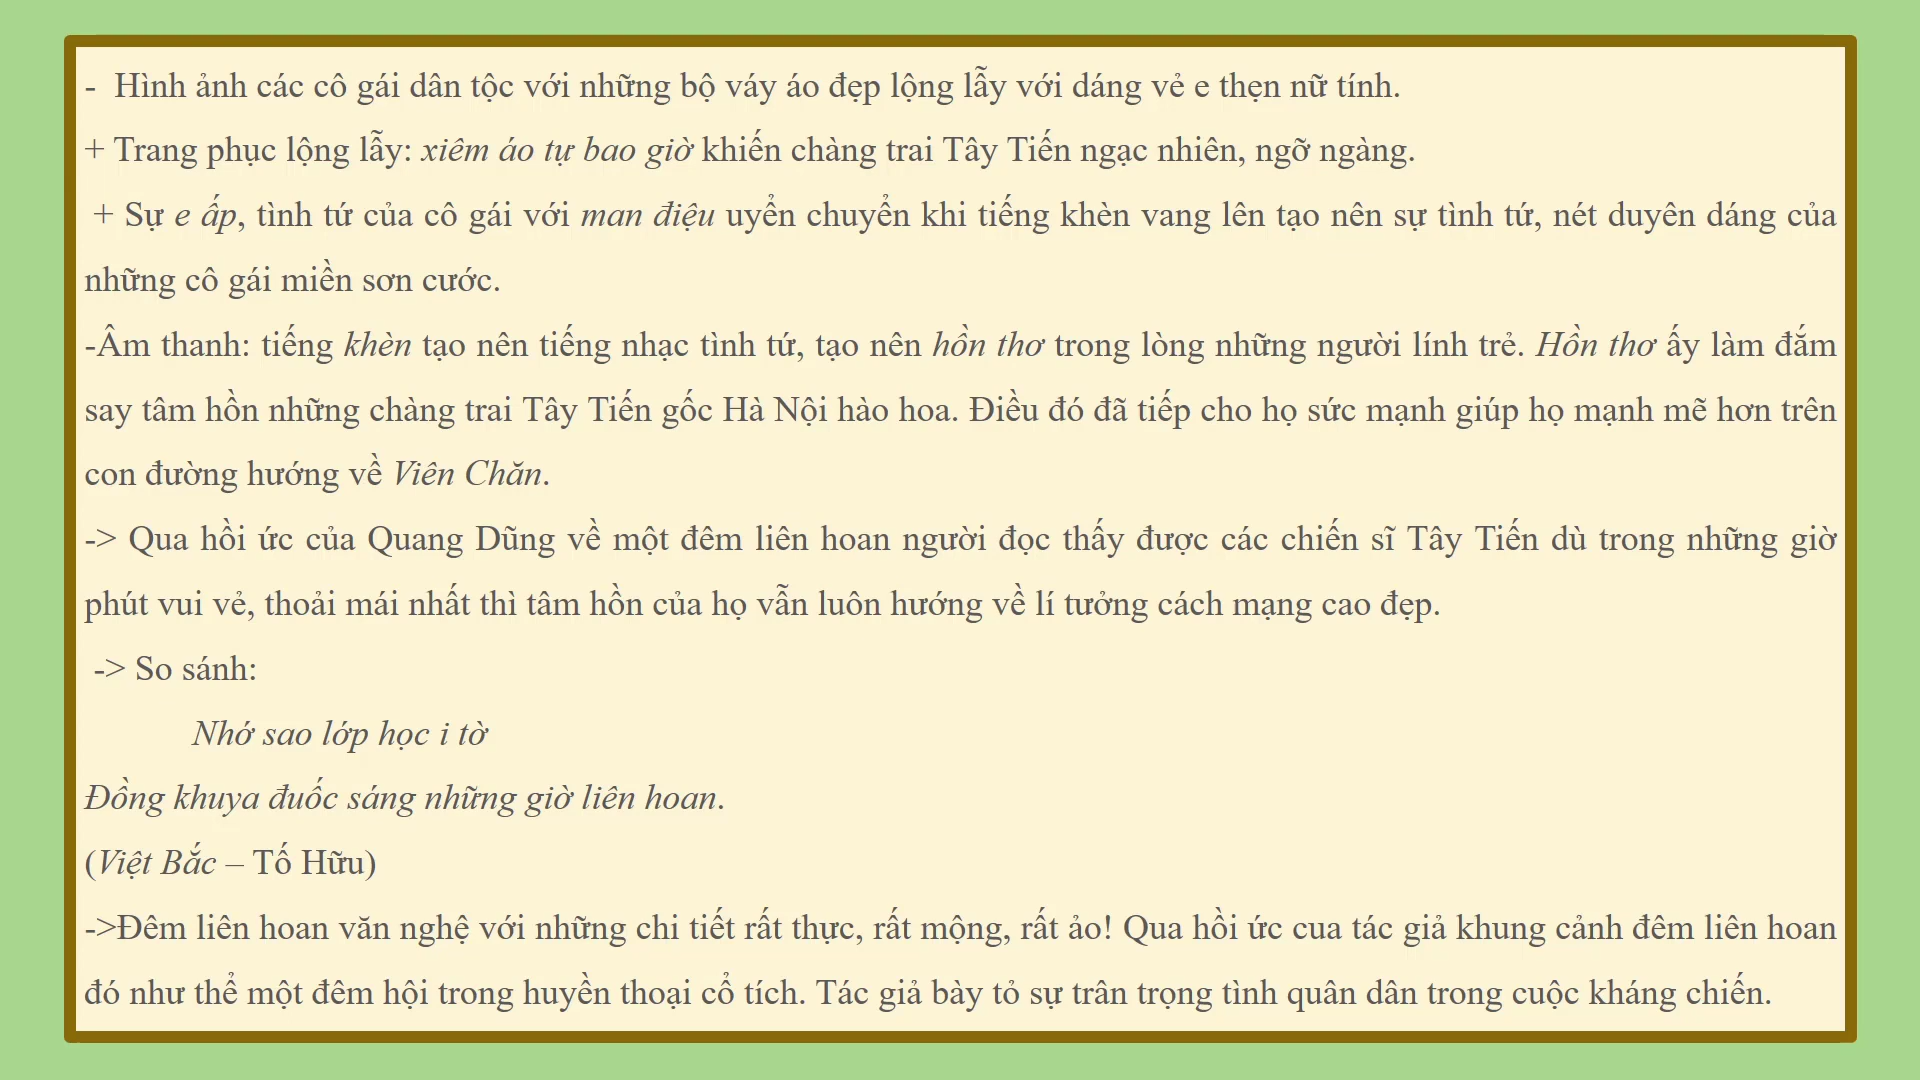 - Hình ảnh các cô gái dân tộc với những bộ váy áo đẹp lộng lẫy với dáng vẻ e thẹn nữ tính.
+ Trang phục lộng lẫy: xiêm áo tự bao giờ khiến chàng trai Tây Tiến ngạc nhiên, ngỡ ngàng.
+ Sự e ấp, tình tứ của cô gái với man điệu uyển chuyển khi tiếng khèn vang lên tạo nên sự tình tứ, nét duyên dáng của
những cô gái miền sơn cước.
-Âm thanh: tiếng khèn tạo nên tiếng nhạc tình tứ, tạo nên hồn thơ trong lòng những người lính trẻ. Hồn thơ ấy làm đắm
say tâm hồn những chàng trai Tây Tiến gốc Hà Nội hào hoa. Điều đó đã tiếp cho họ sức mạnh giúp họ mạnh mẽ hơn trên
con đường hướng về Viên Chăn.
-> Qua hồi ức của Quang Dũng về một đêm liên hoan người đọc thấy được các chiến sĩ Tây Tiến dù trong những giờ
phút vui vẻ, thoải mái nhất thì tâm hồn của họ vẫn luôn hướng về lí tưởng cách mạng cao đẹp.
-> So sánh:
Nhớ sao lớp học i tờ
Đồng khuya đuốc sáng những giờ liên hoan.
(Việt Bắc – Tố Hữu)
->Đêm liên hoan văn nghệ với những chi tiết rất thực, rất mộng, rất ảo! Qua hồi ức cua tác giả khung cảnh đêm liên hoan
đó như thể một đêm hội trong huyền thoại cổ tích. Tác giả bày tỏ sự trân trọng tình quân dân trong cuộc kháng chiến.